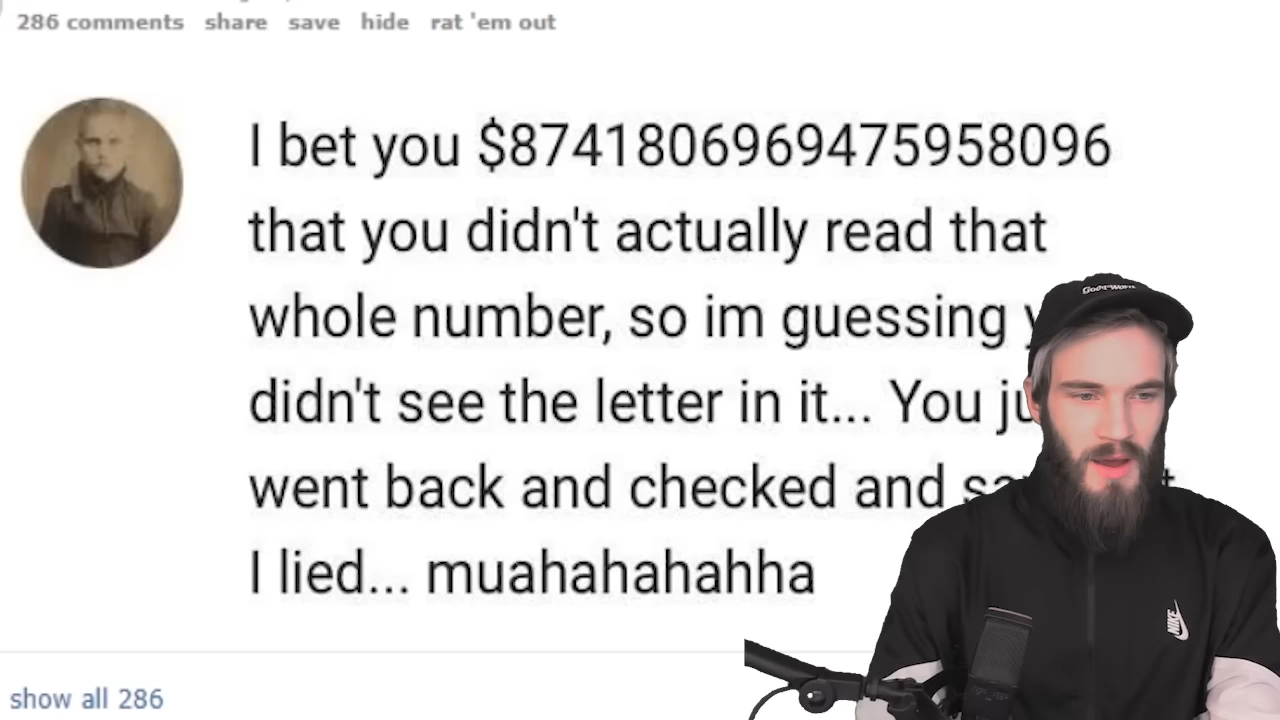 286 comments share save hide rat 'em out
I bet you $8741806969475958096
that you didn't actually read that
whole number, so im guessing
didn't see the letter in it... You
went back and checked and
I lied... muahahahahha
show all 286
NIKE